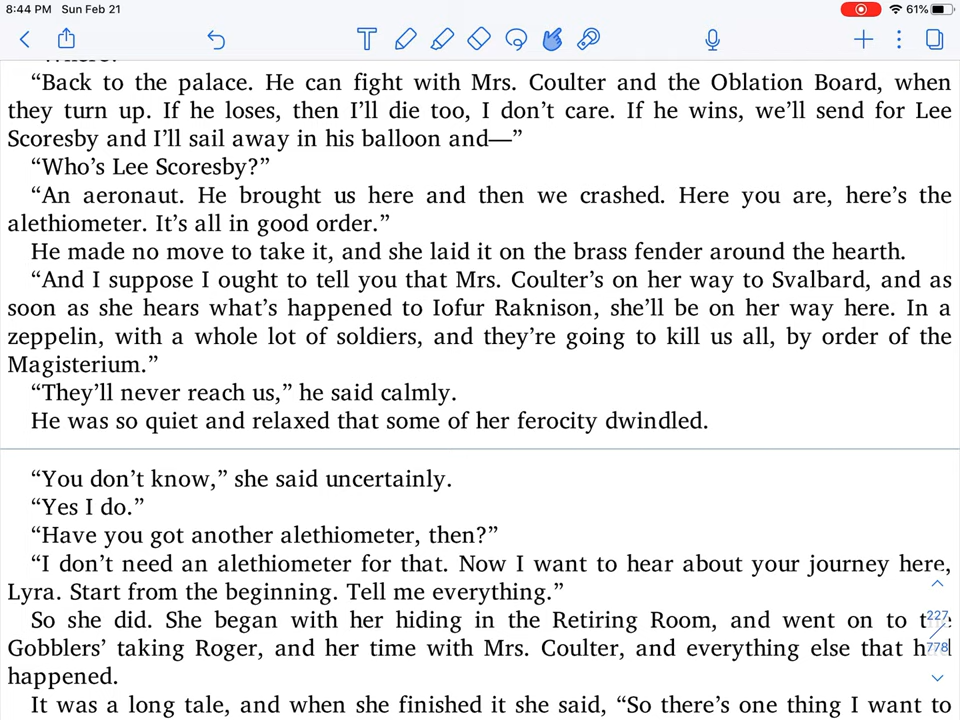 8:44 PM Sun Feb 21
61%
“Back to the palace. He can fight with Mrs. Coulter and the Oblation Board, when
they turn up. If he loses, then I’ll die too, I don’t care. If he wins, we’ll send for Lee
Scoresby and I’ll sail away in his balloon and—”
“Who’s Lee Scoresby?”
“An aeronaut. He brought us here and then we crashed. Here you are, here’s the
alethiometer. It’s all in good order.”
He made no move to take it, and she laid it on the brass fender around the hearth.
“And I suppose I ought to tell you that Mrs. Coulter’s on her way to Svalbard, and as
soon as she hears what’s happened to Iofur Raknison, she’ll be on her way here. In a
zeppelin, with a whole lot of soldiers, and they’re going to kill us all, by order of the
Magisterium.”
“They’ll never reach us,” he said calmly.
He was so quiet and relaxed that some of her ferocity dwindled.
“You don’t know,” she said uncertainly.
“Yes I do.”
“Have you got another alethiometer, then?”
“I don’t need an alethiometer for that. Now I want to hear about your journey here,
Lyra. Start from the beginning. Tell me everything.”
So she did. She began with her hiding in the Retiring Room, and went on to
227
Gobblers’ taking Roger, and her time with Mrs. Coulter, and everything else that
778
happened.
It was a long tale, and when she finished it she said, “So there’s one thing I want to